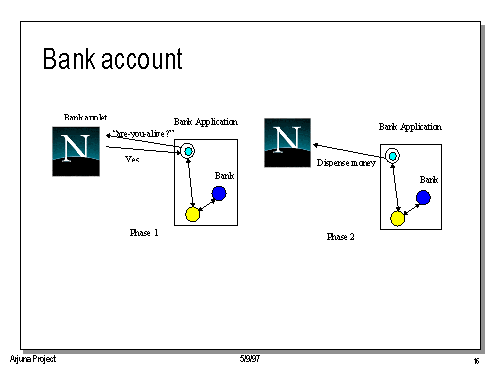 Bank account
Bank applet
"are-you-alive?"
Yes
Bank Application
Bank
Phase 1
N
N
Dispense money
Bank Application
Bank
Phase 2
Arjuna Project
5/9/97
16